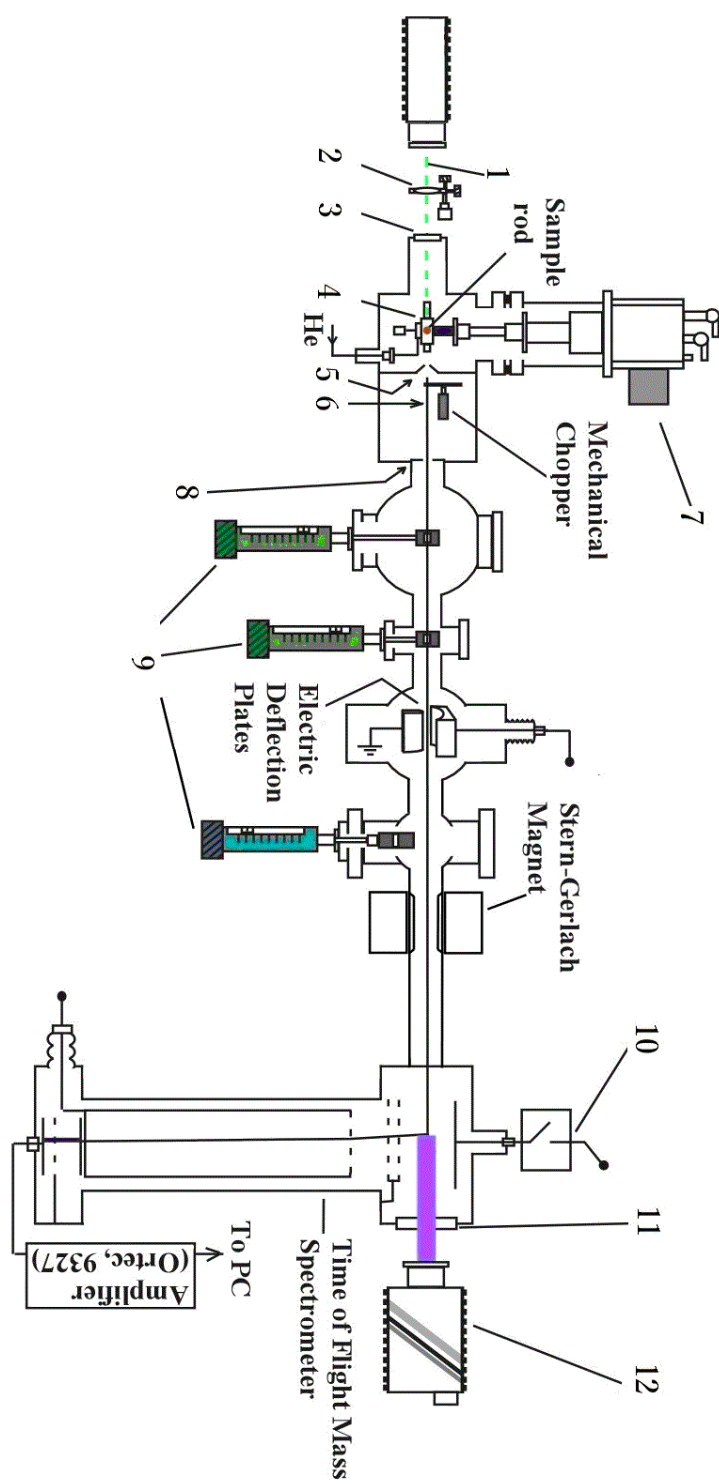 1
2
3
Sample
rod
4
He
5
6
Mechanical
Chopper
7
8
9
Electric
Deflection
Plates
Stern-Gerlach
Magnet
10
11
Time of Flight Mass
Spectrometer
To PC
Amplifier
(Ortec, 9327)
12